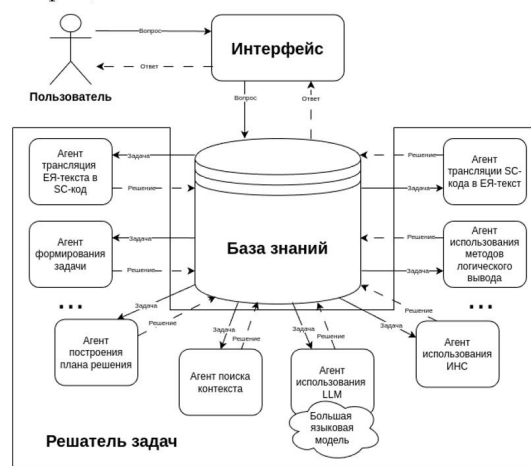 Вопрос
Ответ
Интерфейс
Пользователь
Вопрос
Ответ
Агент
трансляция
ЕЯ-текста в
SC-код
Задача
Решение
Решение
Задача
Агент
трансляции SC-
кода в ЕЯ-текст
База знаний
Агент
формирования
задачи
Задача
Решение
Решение
Задача
Агент
использования
методов
логического
вывода
...
...
Задача
Решение
Агент
построения
плана решения
Задача
Решение
Агент поиска
контекста
Задача
Решение
Агент
использования
LLM
Большая
языковая
модель
Решение
Задача
Агент
использования
ИНС
Решатель задач